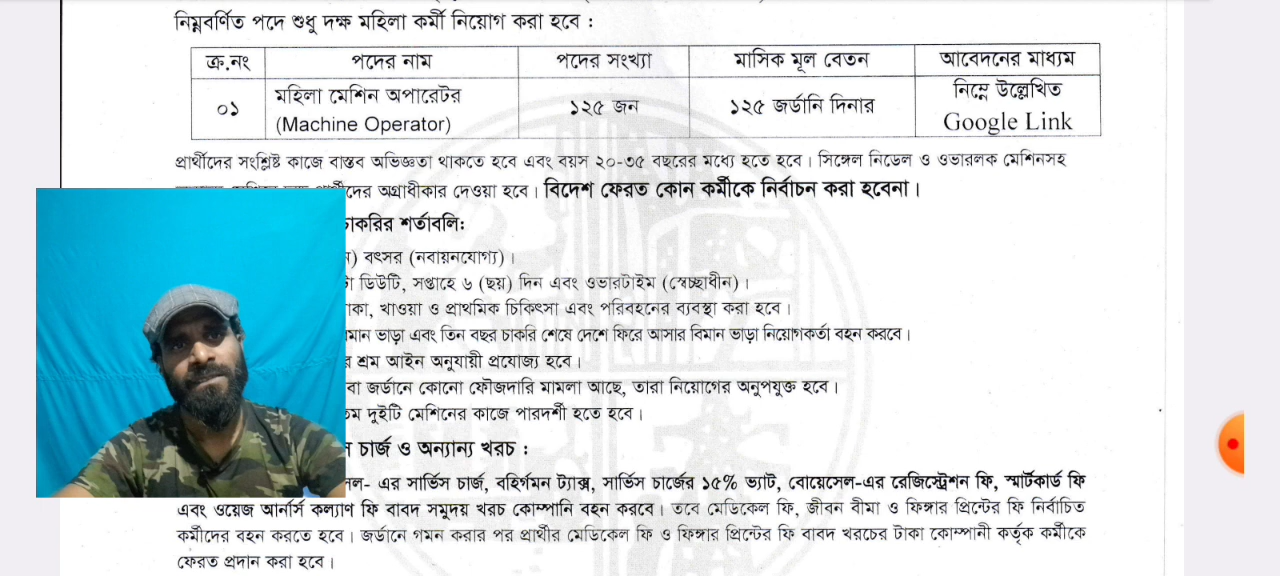 নিম্নবর্ণিত পদে শুধু দক্ষ মহিলা কর্মী নিয়োগ করা হবে :
ক্র.নং পদের নাম পদের সংখ্যা মাসিক মূল বেতন আবেদনের মাধ্যম
০১ মহিলা মেশিন অপারেটর (Machine Operator) ১২৫ জন ১২৫ জর্ডানি দিনার নিম্নে উল্লেখিত Google Link
প্রার্থীদের সংশ্লিষ্ট কাজে বাস্তব অভিজ্ঞতা থাকতে হবে এবং বয়স ২০-৩৫ বছরের মধ্যে হতে হবে। সিঙ্গেল নিডেল ও ওভারলক মেশিনসহ
অগ্রাধীকার দেওয়া হবে। বিদেশ ফেরত কোন কর্মীকে নির্বাচন করা হবেনা।
শর্তাবলি:
বৎসর (নবায়নযোগ্য)।
ডিউটি, সপ্তাহে ৬ (ছয়) দিন এবং ওভারটাইম (স্বেচ্ছাধীন)।
খাওয়া ও প্রাথমিক চিকিৎসা এবং পরিবহনের ব্যবস্থা করা হবে।
ভাড়া এবং তিন বছর চাকরি শেষে দেশে ফিরে আসার বিমান ভাড়া নিয়োগকর্তা বহন করবে।
শ্রম আইন অনুযায়ী প্রযোজ্য হবে।
বা জর্ডানে কোনো ফৌজদারি মামলা আছে, তারা নিয়োগের অনুপযুক্ত হবে।
দুইটি মেশিনের কাজে পারদর্শী হতে হবে।
চার্জ ও অন্যান্য খরচ :
এর সার্ভিস চার্জ, বহির্গমন ট্যাক্স, সার্ভিস চার্জের ১৫% ভ্যাট, বোয়েসেল-এর রেজিস্ট্রেশন ফি, স্মার্টকার্ড ফি
এবং ওয়েজ আর্নার্স কল্যাণ ফি বাবদ সমুদয় খরচ কোম্পানি বহন করবে। তবে মেডিকেল ফি, জীবন বীমা ও ফিঙ্গার প্রিন্টের ফি নির্বাচিত
কর্মীদের বহন করতে হবে। জর্ডানে গমন করার পর প্রার্থীর মেডিকেল ফি ও ফিঙ্গার প্রিন্টের ফি বাবদ খরচের টাকা কোম্পানী কর্তৃক কর্মীকে
ফেরত প্রদান করা হবে।